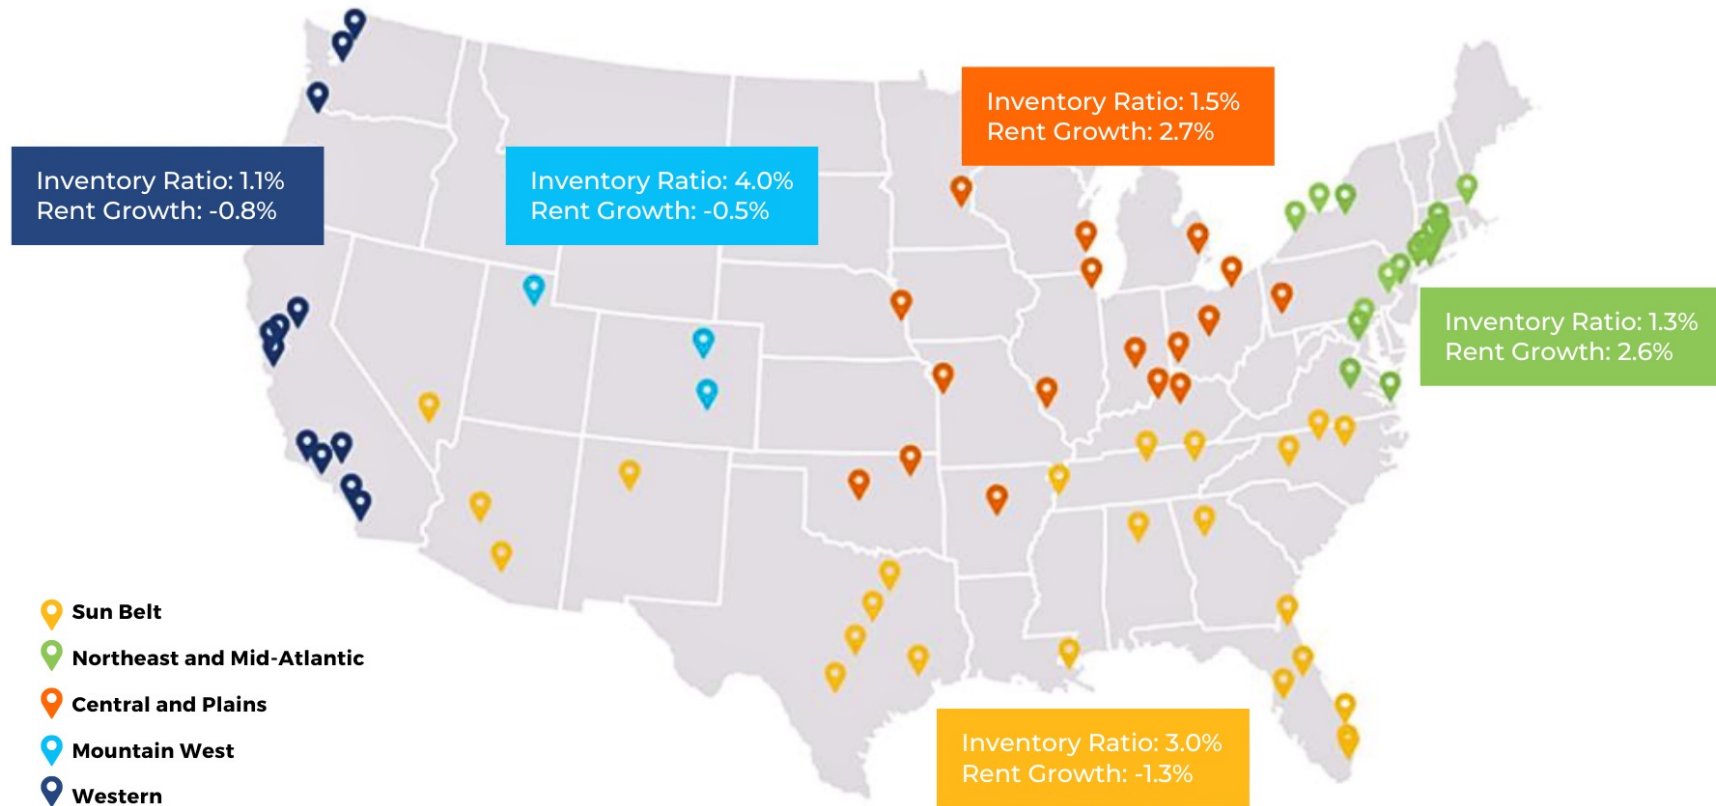 Inventory Ratio: 1.5%
Rent Growth: 2.7%
Inventory Ratio: 1.1%
Rent Growth: -0.8%
Inventory Ratio: 4.0%
Rent Growth: -0.5%
Inventory Ratio: 1.3%
Rent Growth: 2.6%
Sun Belt
Northeast and Mid-Atlantic
Central and Plains
Mountain West
Western
Inventory Ratio: 3.0%
Rent Growth: -1.3%